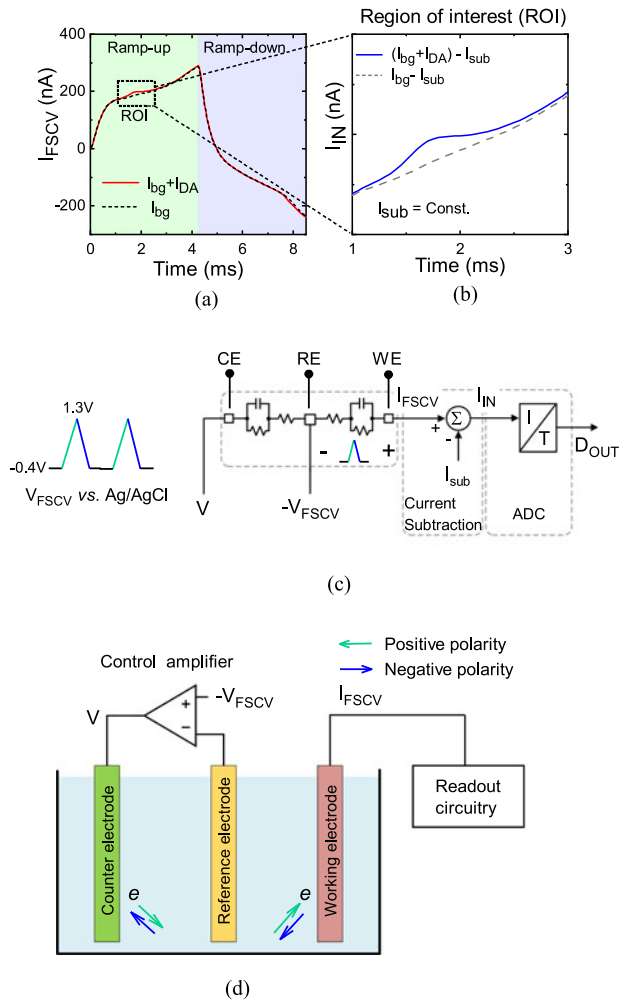 Region of interest (ROI)
400
300
200
100
0
-200
I_FSCV (nA)
Ramp-up
Ramp-down
ROI
I_bg+I_DA
I_bg
0 2 4 6 8
Time (ms)
(a)
I_IN (nA)
(I_bg+I_DA) - I_sub
I_bg- I_sub
I_sub = Const.
1 2 3
Time (ms)
(b)
CE RE WE
I_FSCV
I_IN
1.3V
-0.4V
V_FSCV vs. Ag/AgCl
+
-
Σ
I
T
D_OUT
- +
I_sub
V
-V_FSCV
Current
Subtraction
ADC
(c)
Positive polarity
Negative polarity
Control amplifier
-V_FSCV
I_FSCV
V
+
-
Readout
circuitry
Counter electrode
Reference electrode
Working electrode
e
e
(d)